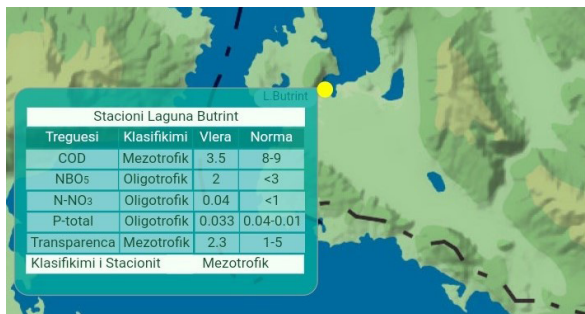 L.Butrint
Stacioni Laguna Butrint
Treguesi Klasifikimi Vlera Norma
COD Mezotrofik 3.5 8-9
NBO₅ Oligotrofik 2 <3
N-NO₃ Oligotrofik 0.04 <1
P-total Oligotrofik 0.033 0.04-0.01
Transparenca Mezotrofik 2.3 1-5
Klasifikimi i Stacionit Mezotrofik